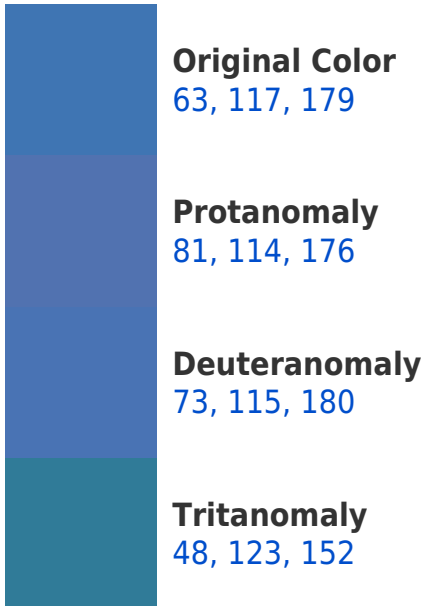 Original Color
63, 117, 179
Protanomaly
81, 114, 176
Deuteranomaly
73, 115, 180
Tritanomaly
48, 123, 152